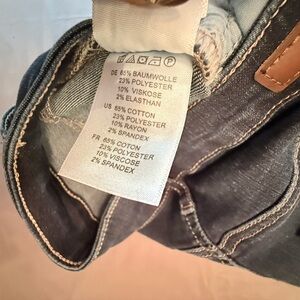 DE 65% BAUMWOLLE
23% POLYESTER
10% VISKOSE
2% ELASTHAN
US 65% COTTON
23% POLYESTER
10% RAYON
2% SPANDEX
FR 65% COTTON
23% POLYESTER
10% VISCOSE
2% SPANDEX